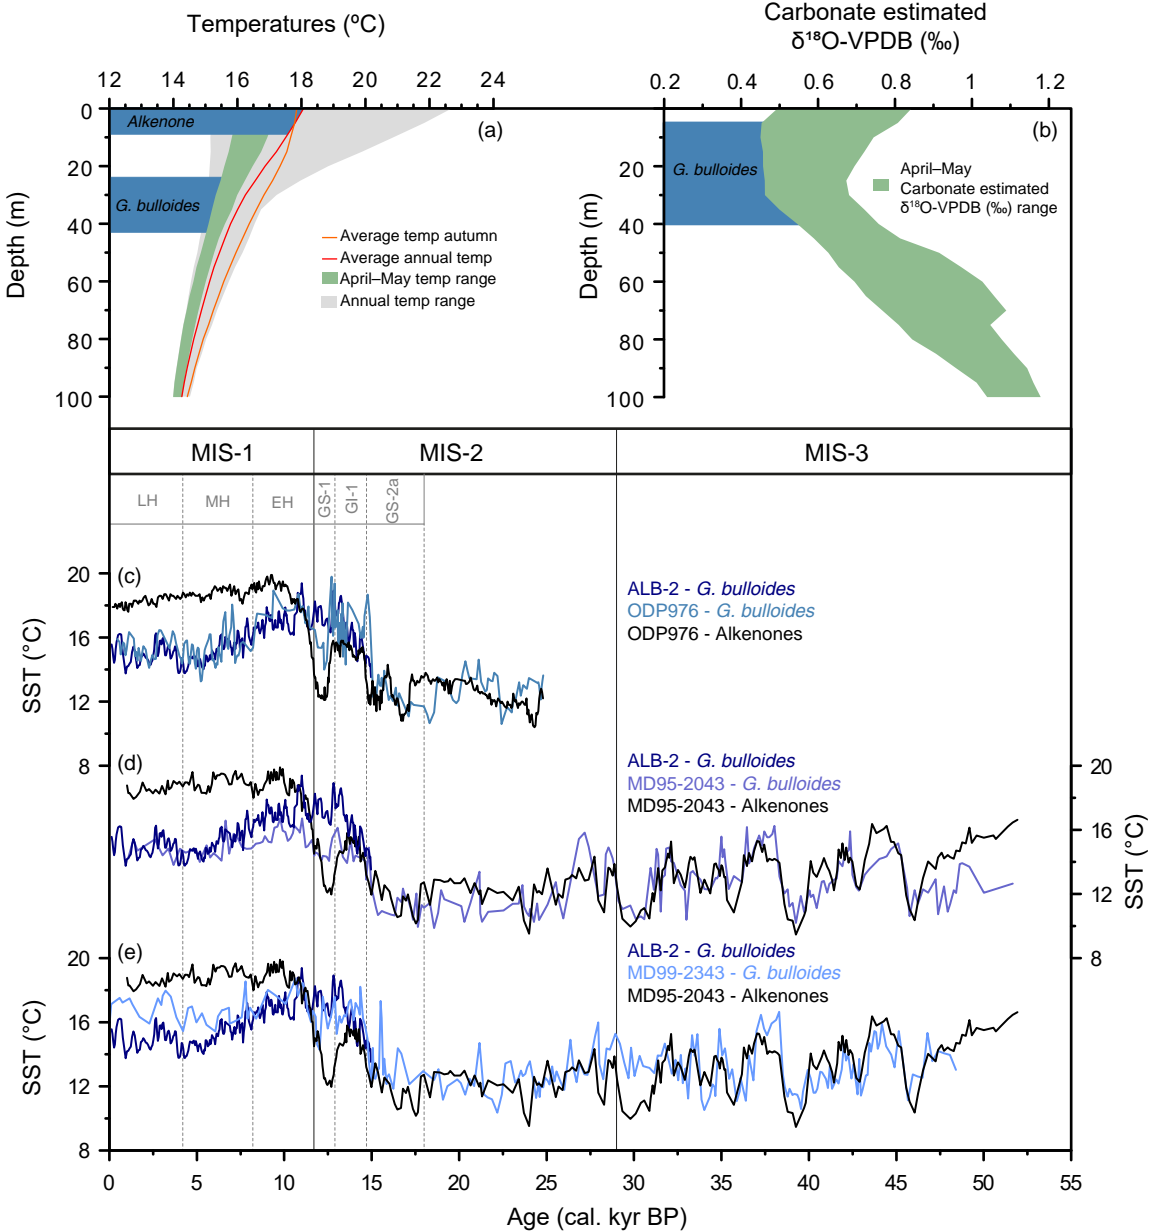 Temperatures (ºC)
12 14 16 18 20 22 24
Carbonate estimated
δ¹⁸O-VPDB (‰)
0.2 0.4 0.6 0.8 1 1.2
0
20
40
60
80
100
Depth (m)
Alkenone
(a)
G. bulloides
Average temp autumn
Average annual temp
April–May temp range
Annual temp range
0
20
40
60
80
100
Depth (m)
(b)
G. bulloides
April–May
Carbonate estimated
δ¹⁸O-VPDB (‰) range
MIS-1 MIS-2 MIS-3
LH MH EH GS-1 GI-1 GS-2a
(c)
20
16
12
8
SST (°C)
ALB-2 - G. bulloides
ODP976 - G. bulloides
ODP976 - Alkenones
(d)
ALB-2 - G. bulloides
MD95-2043 - G. bulloides
MD95-2043 - Alkenones
20
16
12
8
SST (°C)
(e)
20
16
12
8
SST (°C)
ALB-2 - G. bulloides
MD99-2343 - G. bulloides
MD95-2043 - Alkenones
0 5 10 15 20 25 30 35 40 45 50 55
Age (cal. kyr BP)